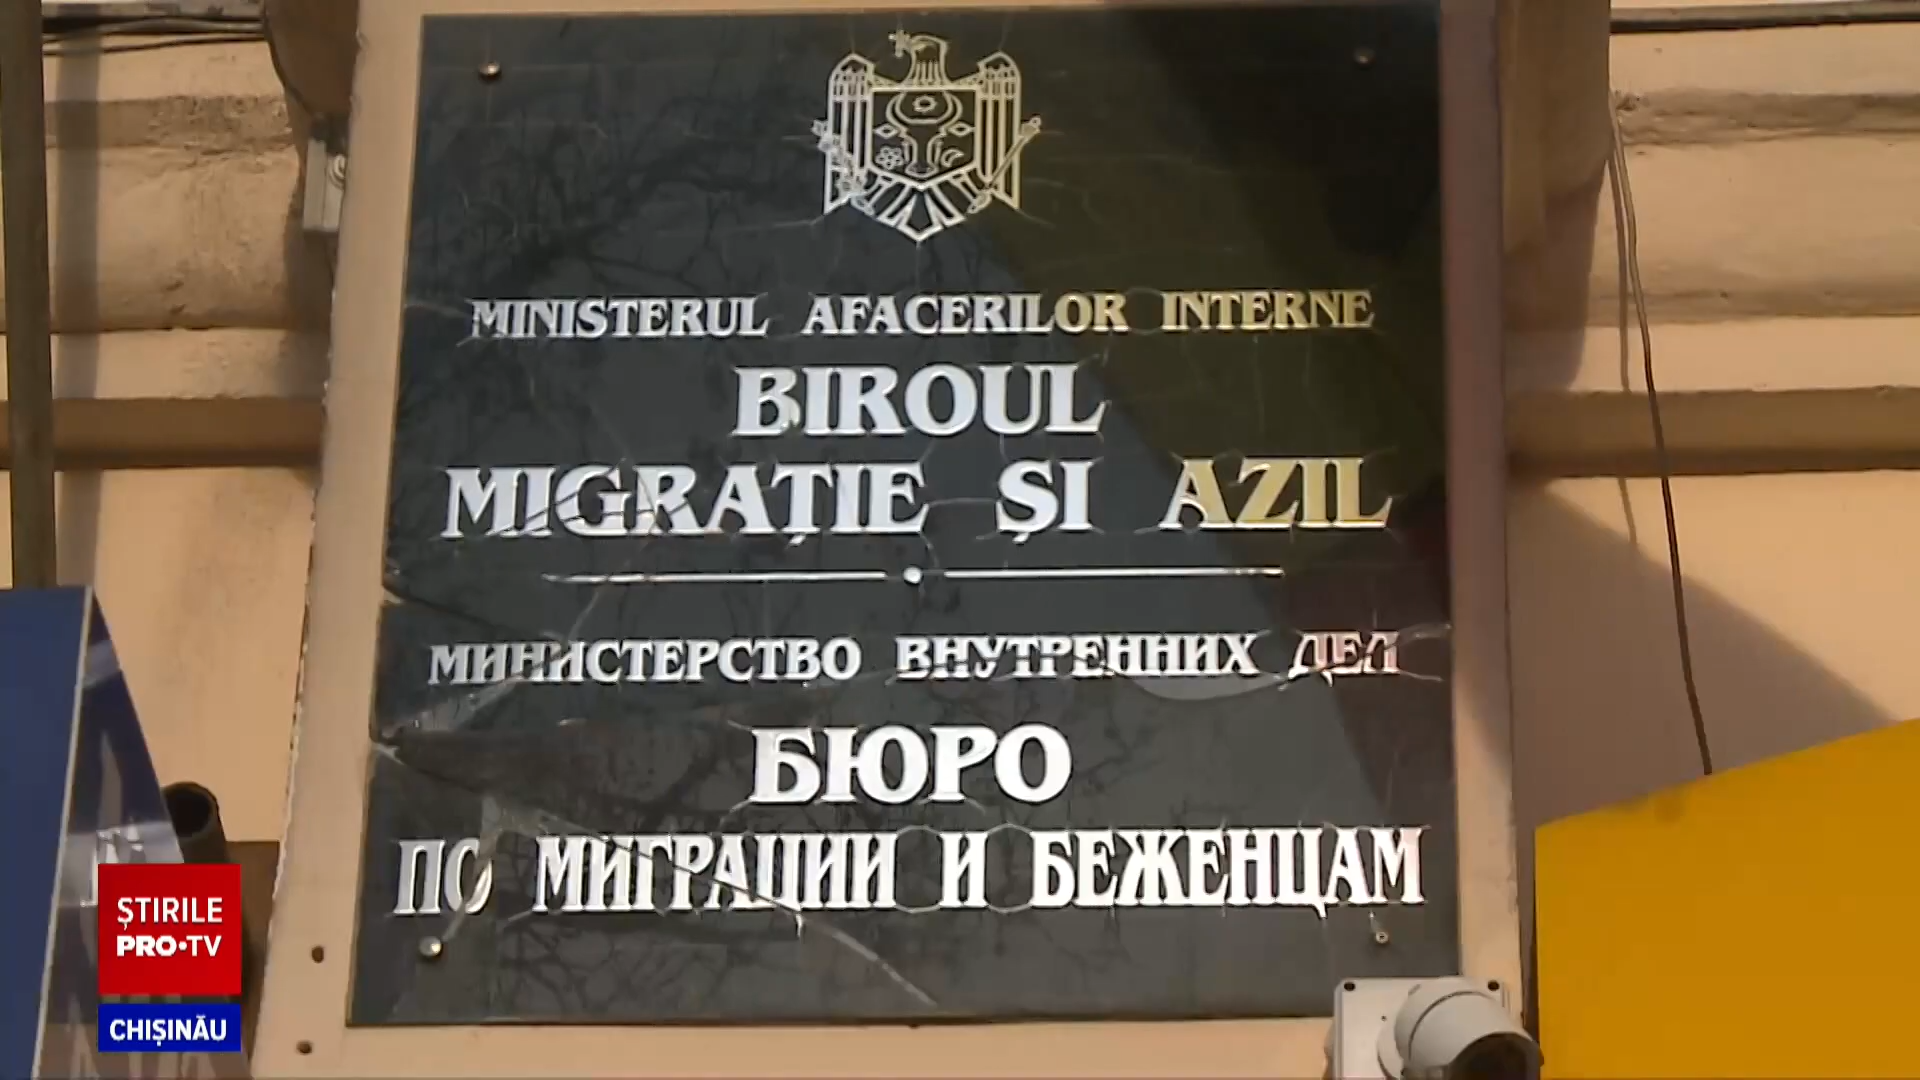 MINISTERUL AFACERILOR INTERNE
BIROUL
MIGRAȚIE ȘI AZIL
МИНИСТЕРСТВО ВНУТРЕННИХ ДЕЛ
БЮРО
ПО МИГРАЦИИ И БЕЖЕНЦАМ
ȘTIRILE
PRO•TV
CHIȘINĂU